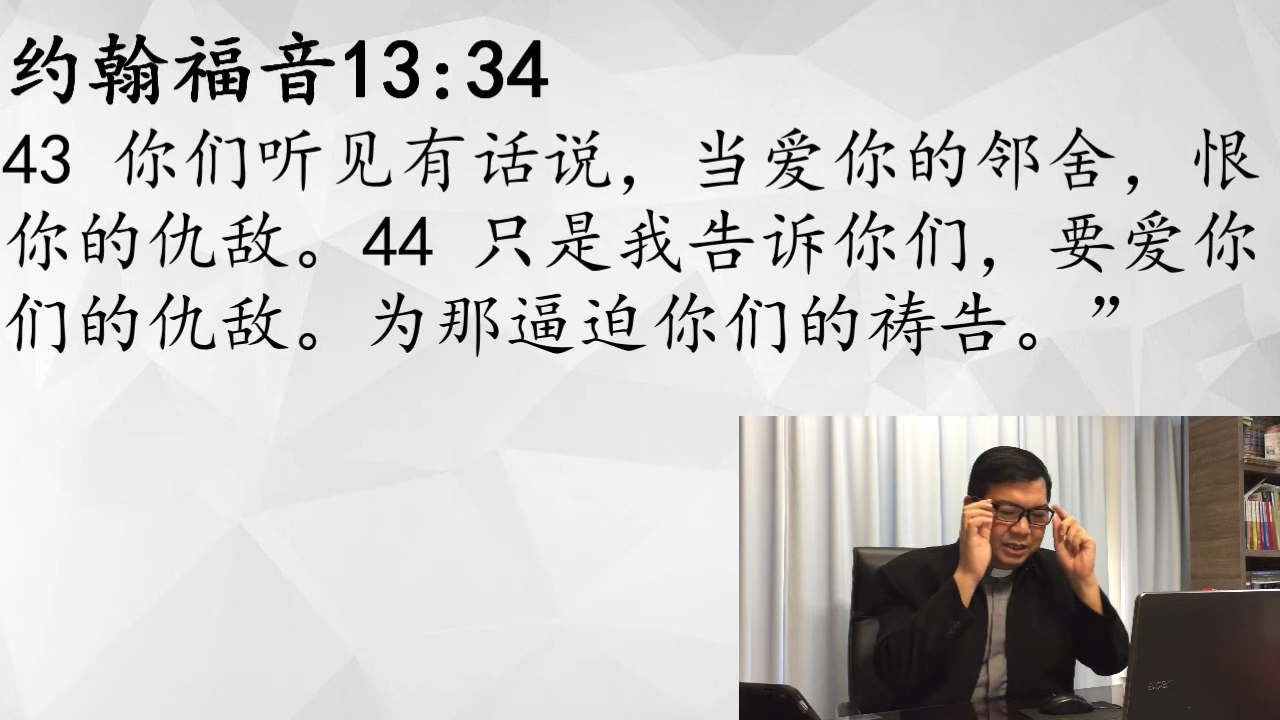 约翰福音13:34
43 你们听见有话说，当爱你的邻舍，恨
你的仇敌。44 只是我告诉你们，要爱你
们的仇敌。为那逼迫你们的祷告。”
acer